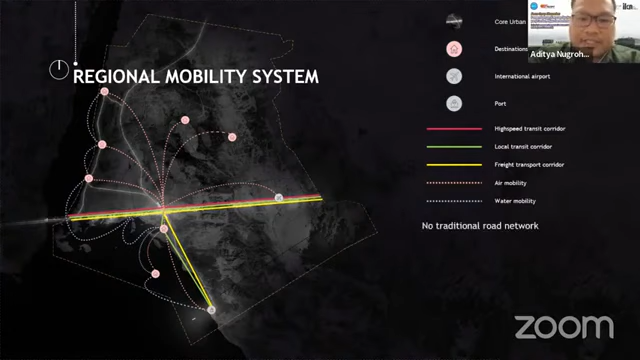 REGIONAL MOBILITY SYSTEM
Core Urban
Destinations
International airport
Port
Highspeed transit corridor
Local transit corridor
Freight transport corridor
Air mobility
Water mobility
No traditional road network
Aditya Nugroh...
zoom